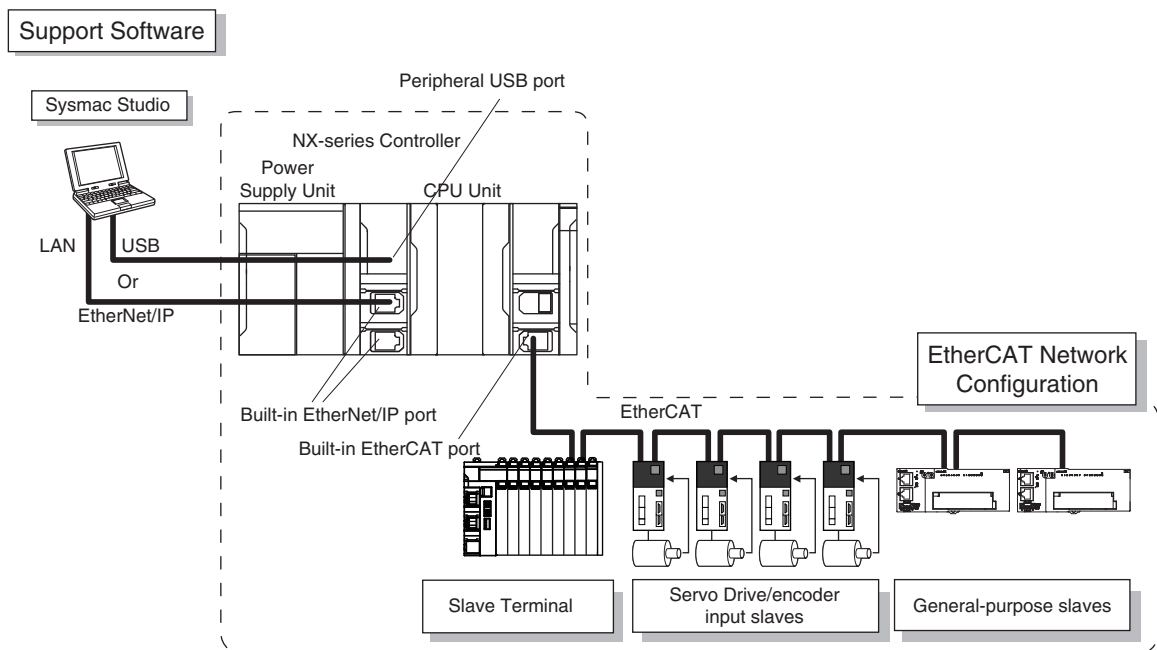 Support Software
Peripheral USB port
Sysmac Studio
NX-series Controller
Power
Supply Unit
CPU Unit
LAN
USB
Or
EtherNet/IP
EtherCAT Network
Configuration
Built-in EtherNet/IP port
EtherCAT
Built-in EtherCAT port
Slave Terminal
Servo Drive/encoder
input slaves
General-purpose slaves